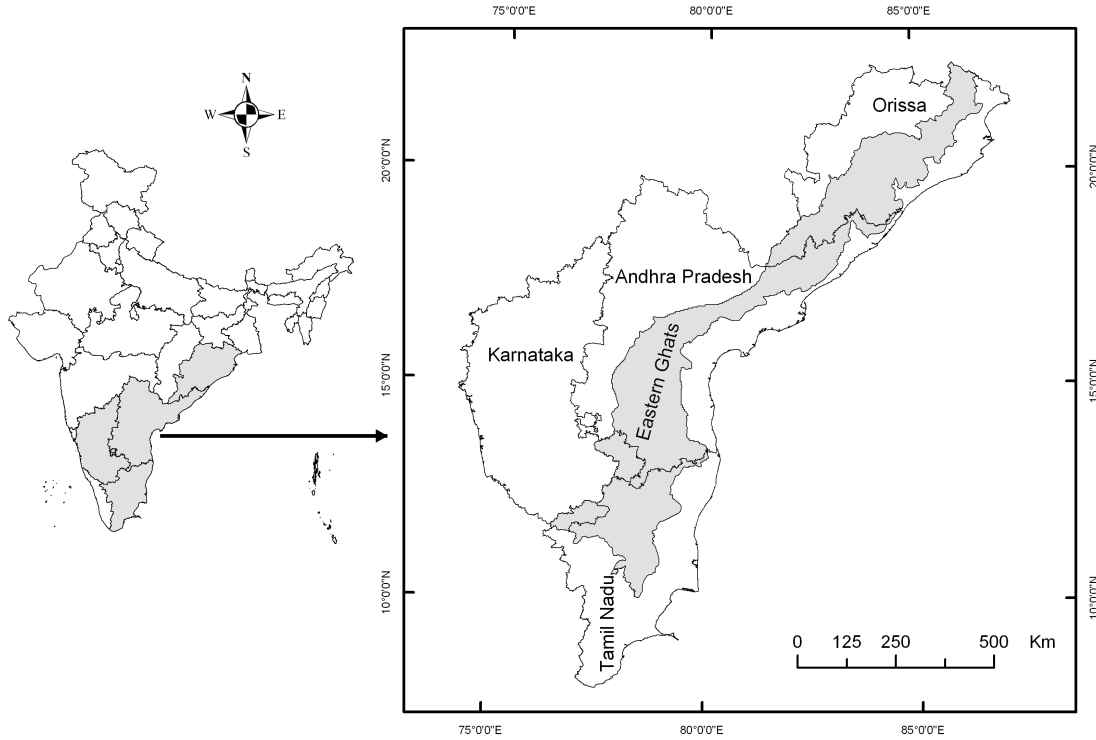 75°0'0"E 80°0'0"E 85°0'0"E
N
W E
S
Orissa
20°0'0"N
20°0'0"N
Andhra Pradesh
Karnataka
Eastern Ghats
15°0'0"N
15°0'0"N
Tamil Nadu
10°0'0"N
10°0'0"N
0 125 250 500 Km
75°0'0"E 80°0'0"E 85°0'0"E